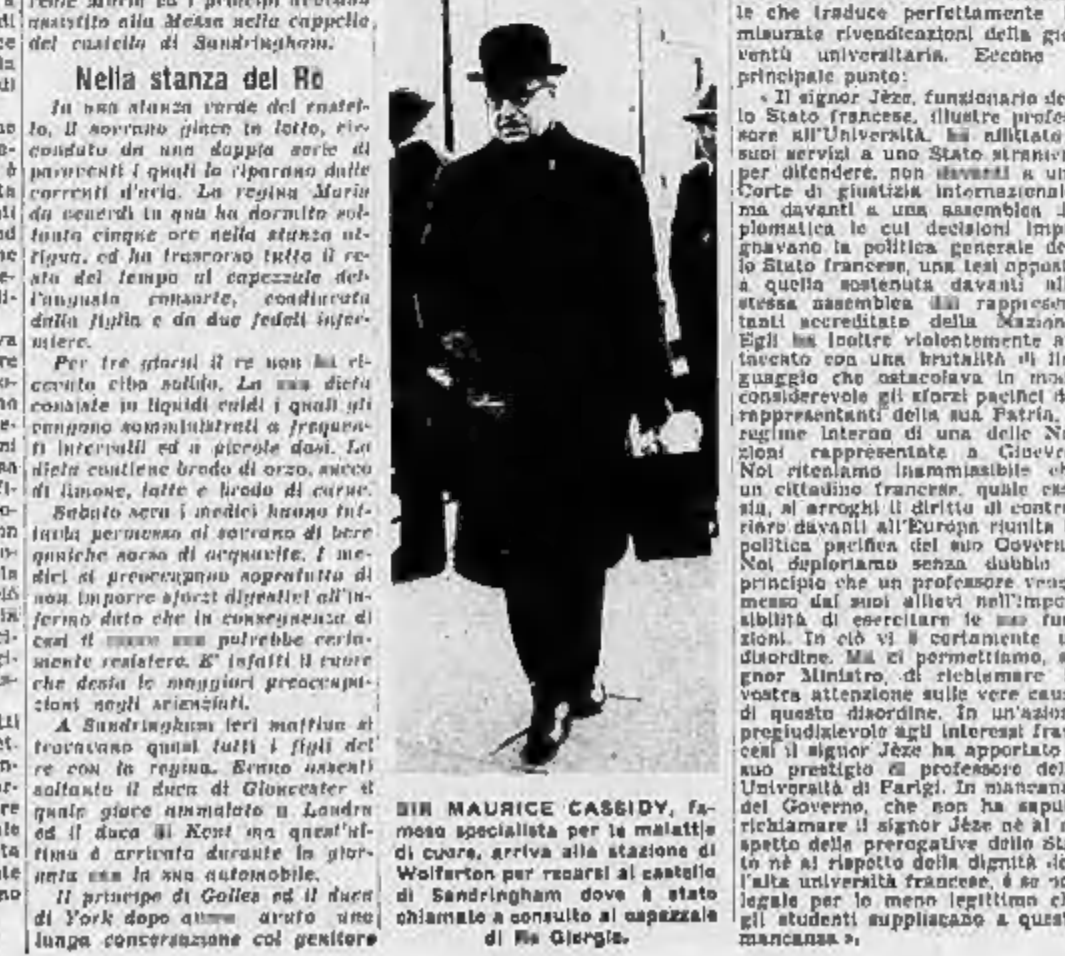 assistito alla Messa nella cappella
del castello di Sandringham.
Nella stanza del Re
In una stanza verde del castel-
lo, il sovrano giace in letto, cir-
condato da una doppia serie di
paraventi i quali lo riparano dalle
correnti d'aria. La regina Maria
da venerdì in qua ha dormito sol-
tanto cinque ore nella stanza at-
tigua, ed ha trascorso tutto il re-
sto del tempo al capezzale del-
l'augusto consorte, coadiuvata
dalla figlia e da due fedeli infer-
miere.
Per tre giorni il re non ha ri-
cevuto cibo solido. La sua dieta
consiste in liquidi caldi i quali gli
vengono somministrati a frequen-
ti intervalli ed a piccole dosi. La
dieta contiene brodo di orzo, succo
di limone, latte e brodo di carne.
Sabato sera i medici hanno tut-
tavia permesso al sovrano di bere
qualche sorso di acquavite. I me-
dici si preoccupano sopratutto di
non imporre sforzi digestivi all'in-
fermo dato che in conseguenza di
essi il cuore non potrebbe certa-
mente resistere. E' infatti il cuore
che desta le maggiori preoccupa-
zioni negli scienziati.
A Sandringham ieri mattina si
trovavano quasi tutti i figli del
re con la regina. Erano assenti
soltanto il duca di Gloucester il
quale giace ammalato a Londra
ed il duca di Kent ma quest'ul-
timo è arrivato durante la gior-
nata con la sua automobile.
Il principe di Galles ed il duca
di York dopo avere avuto una
lunga conversazione col genitore
SIR MAURICE CASSIDY, fa-
moso specialista per le malattie
di cuore, arriva alla stazione di
Wolferton per recarsi al castello
di Sandringham dove è stato
chiamato a consulto al capezzale
di Re Giorgio.
le che traduce perfettamente
misurate rivendicazioni della gio
ventù universitaria. Eccone
principale punto:
« Il signor Jèze, funzionario de
lo Stato francese, illustre profes
sore all'Università, ha affittato
suoi servizi a uno Stato stranier
per difendere, non davanti a un
Corte di giustizia internazional
ma davanti a una assemblea di
plomatica le cui decisioni imp
gnavano la politica generale de
lo Stato francese, una tesi oppost
a quella sostenuta davanti all
stessa assemblea dai rappresen
tanti accreditato della Nazion
Egli ha inoltre violentemente a
taccato con una brutalità di lin
guaggio che ostacolava in mod
considerevole gli sforzi pacifici d
rappresentanti della sua Patria,
regime interno di una delle Na
zioni rappresentate a Ginevra
Noi riteniamo inammissibile ch
un cittadino francese, quale ess
sia, si arroghi il diritto di contra
riare davanti all'Europa riunita
politica pacifica del suo Govern
Noi deploriamo senza dubbio
principio che un professore veng
messo dai suoi allievi nell'impos
sibilità di esercitare le sue fun
zioni. In ciò vi è certamente u
disordine. Ma ci permettiamo, s
gnor Ministro, di richiamare
vostra attenzione sulle vere caus
di questo disordine. In un'azion
pregiudizievole agli interessi fran
cesi il signor Jèze ha apportato
suo prestigio di professore dell
Università di Parigi. In mancanz
del Governo, che non ha sapu
richiamare il signor Jèze nè al r
spetto delle prerogative dello Sta
to nè al rispetto della dignità de
l'alta università francese, è se no
legale per lo meno legittimo ch
gli studenti suppliscano a quest
mancanza ».